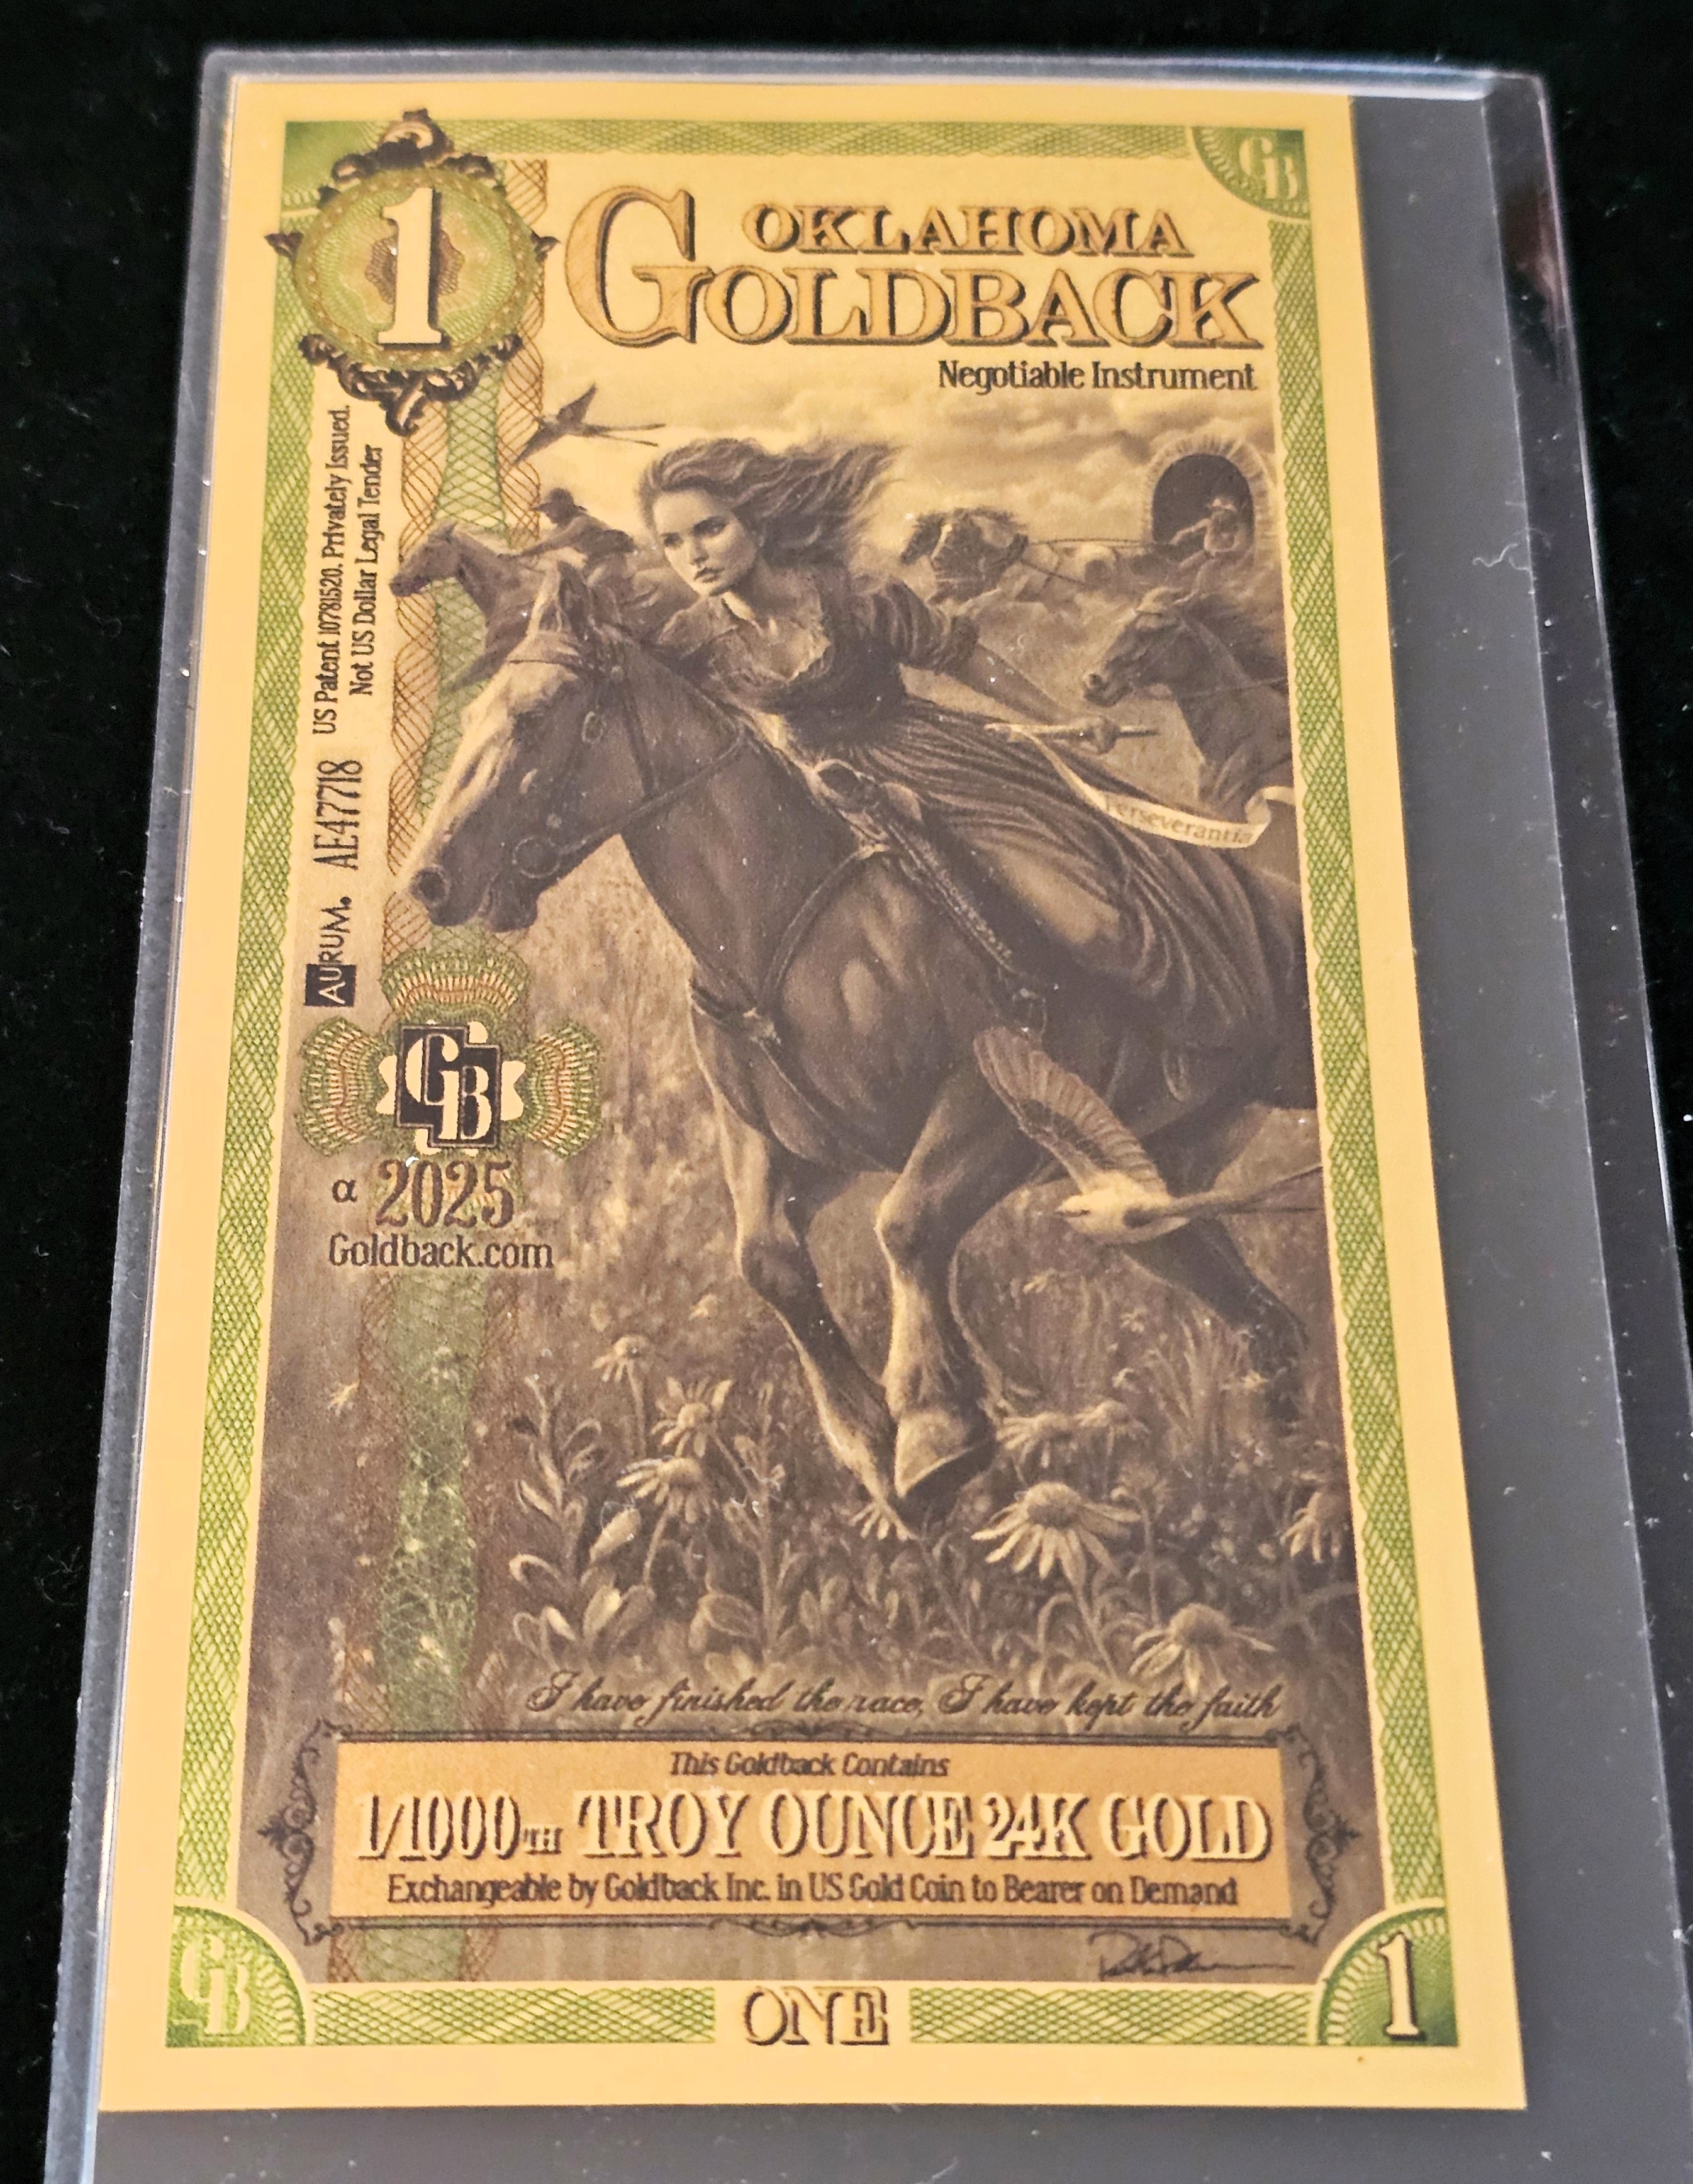 1
GB
OKLAHOMA
GOLDBACK
Negotiable Instrument
US Patent 10781520. Privately Issued.
Not US Dollar Legal Tender
AE47718
AURUM.
Perseverantia
GB
α 2025
Goldback.com
I have finished the race, I have kept the faith
This Goldback Contains
1/1000TH TROY OUNCE 24K GOLD
Exchangeable by Goldback Inc. in US Gold Coin to Bearer on Demand
GB
ONE
1